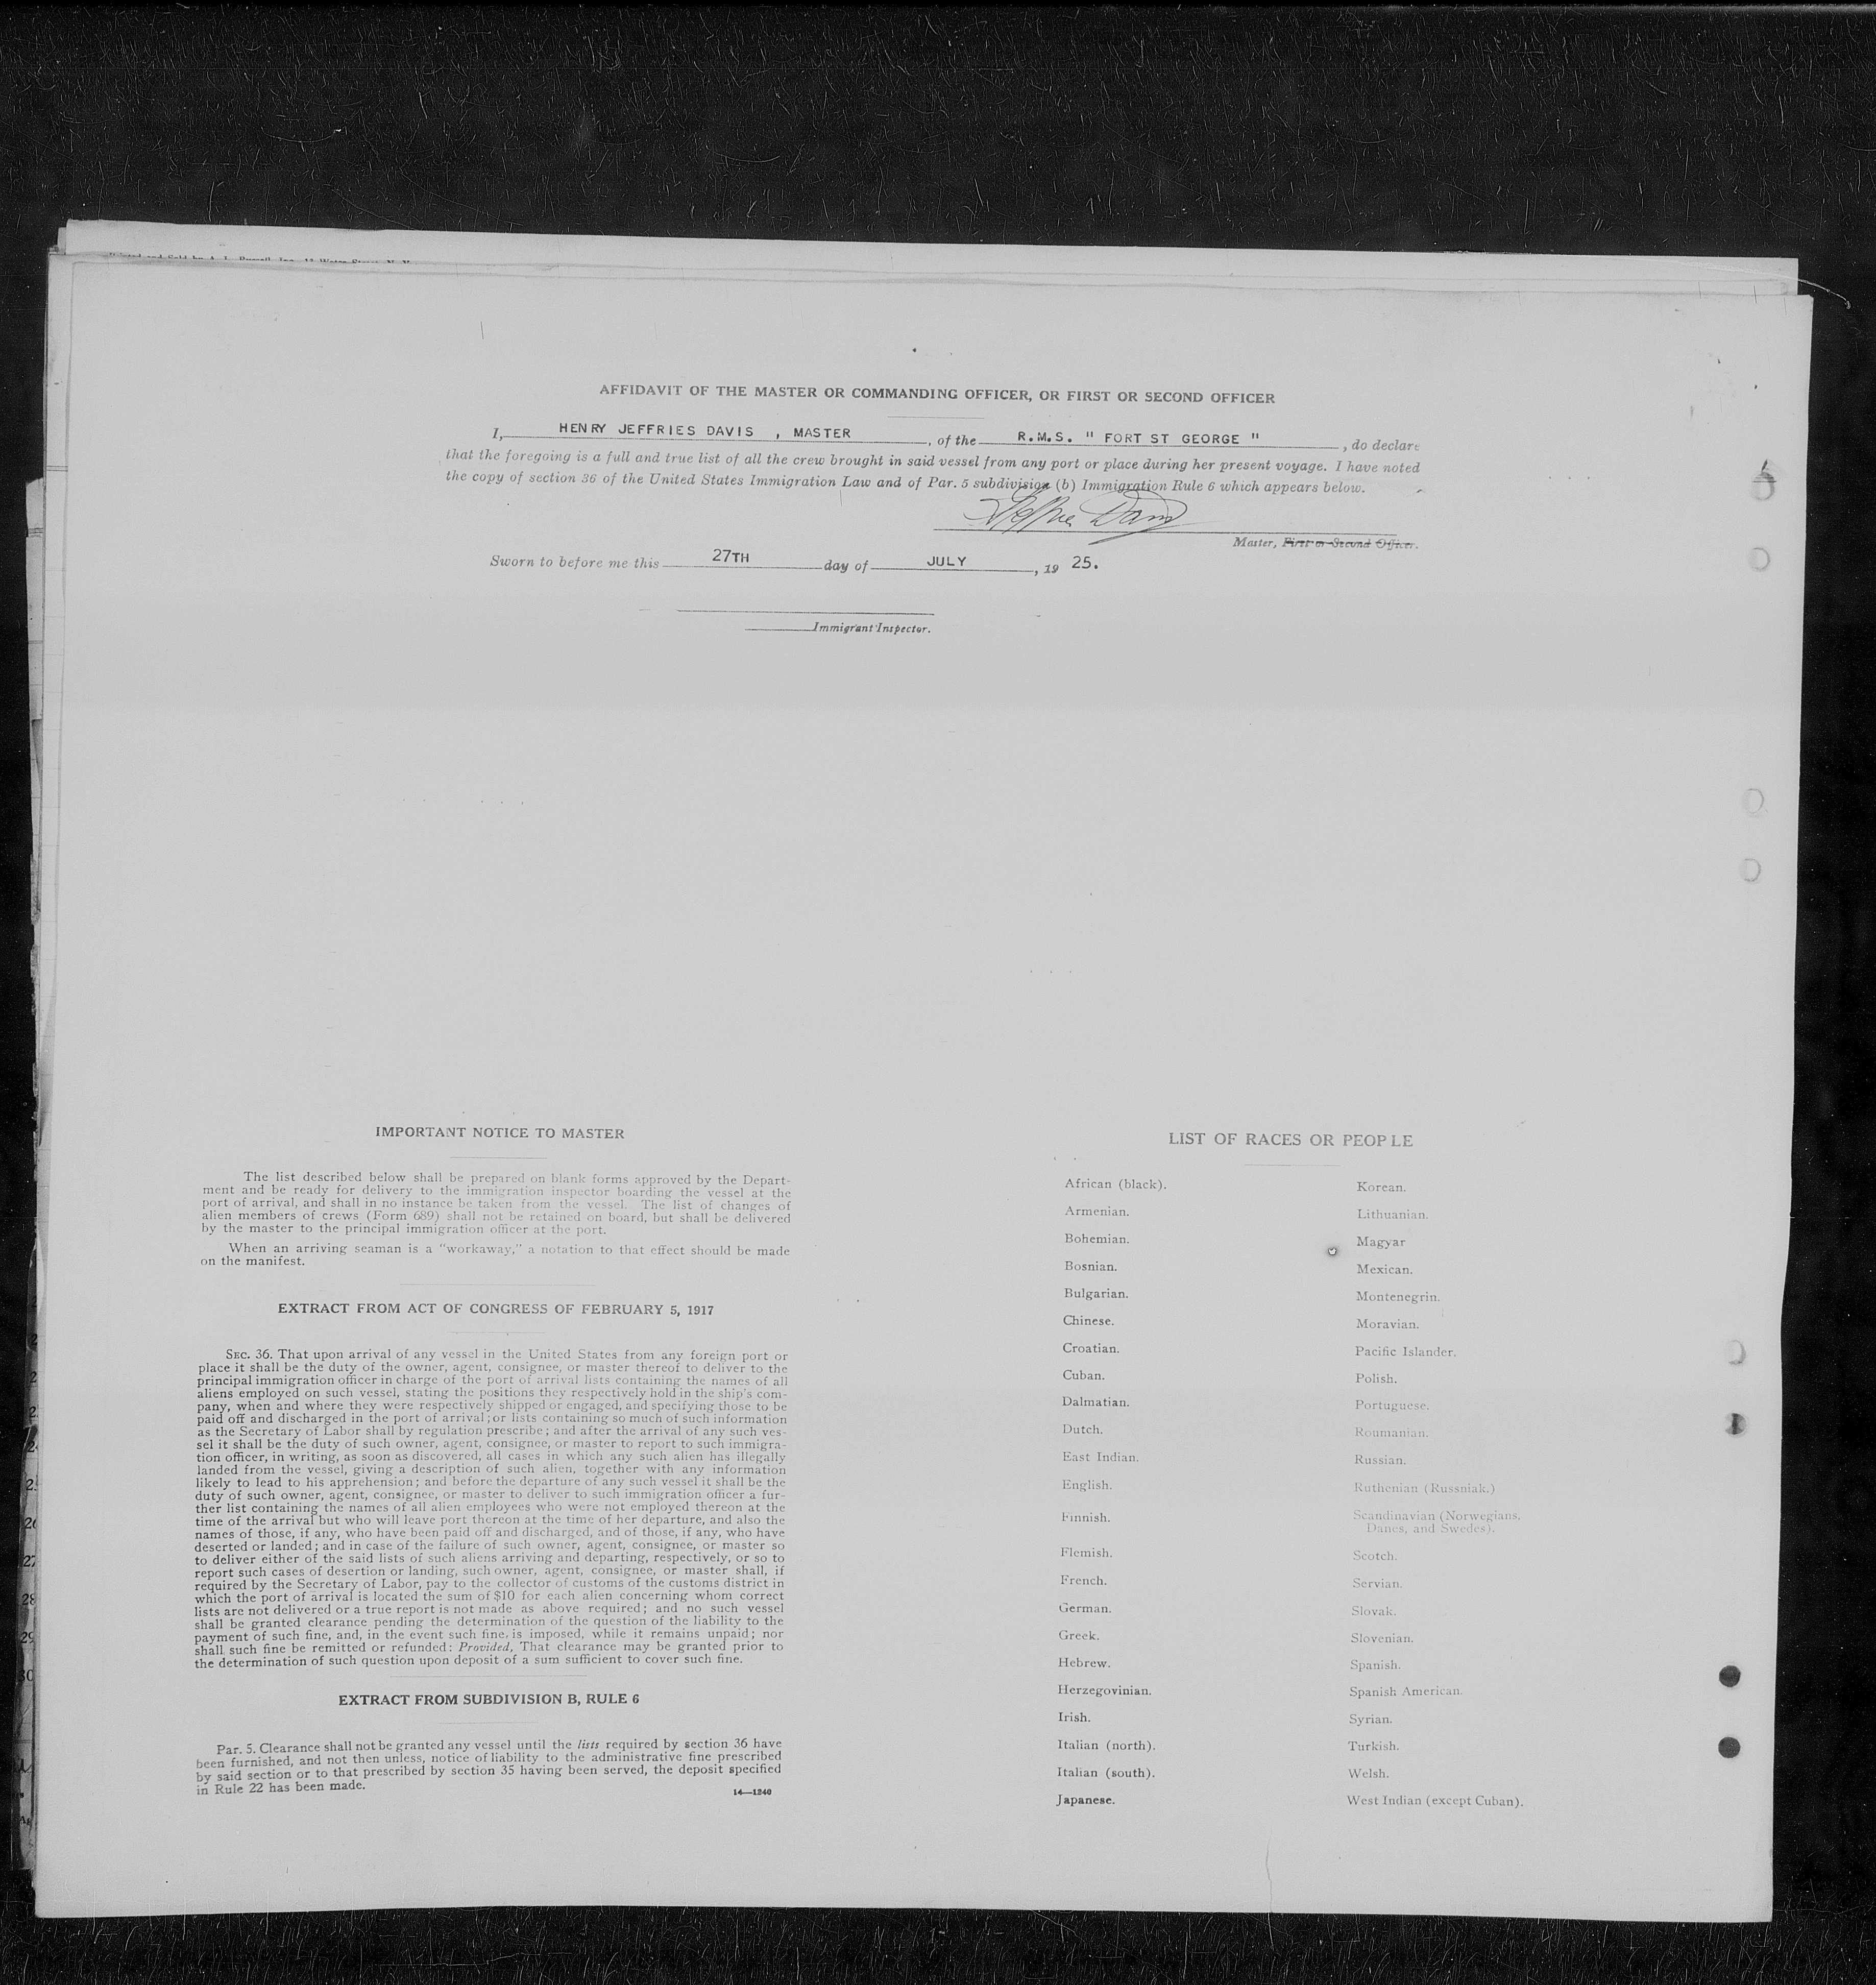 AFFIDAVIT OF THE MASTER OR COMMANDING OFFICER, OR FIRST OR SECOND OFFICER
I, HENRY JEFFRIES DAVIS , MASTER , of the R.M.S. " FORT ST GEORGE " , do declare
that the foregoing is a full and true list of all the crew brought in said vessel from any port or place during her present voyage. I have noted
the copy of section 36 of the United States Immigration Law and of Par. 5 subdivision (b) Immigration Rule 6 which appears below.
Master, First or Second Officer.
Sworn to before me this 27TH day of JULY , 19 25.
Immigrant Inspector.
IMPORTANT NOTICE TO MASTER
The list described below shall be prepared on blank forms approved by the Depart-
ment and be ready for delivery to the immigration inspector boarding the vessel at the
port of arrival, and shall in no instance be taken from the vessel. The list of changes of
alien members of crews (Form 689) shall not be retained on board, but shall be delivered
by the master to the principal immigration officer at the port.
When an arriving seaman is a "workaway," a notation to that effect should be made
on the manifest.
EXTRACT FROM ACT OF CONGRESS OF FEBRUARY 5, 1917
SEC. 36. That upon arrival of any vessel in the United States from any foreign port or
place it shall be the duty of the owner, agent, consignee, or master thereof to deliver to the
principal immigration officer in charge of the port of arrival lists containing the names of all
aliens employed on such vessel, stating the positions they respectively hold in the ship's com-
pany, when and where they were respectively shipped or engaged, and specifying those to be
paid off and discharged in the port of arrival; or lists containing so much of such information
as the Secretary of Labor shall by regulation prescribe; and after the arrival of any such ves-
sel it shall be the duty of such owner, agent, consignee, or master to report to such immigra-
tion officer, in writing, as soon as discovered, all cases in which any such alien has illegally
landed from the vessel, giving a description of such alien, together with any information
likely to lead to his apprehension; and before the departure of any such vessel it shall be the
duty of such owner, agent, consignee, or master to deliver to such immigration officer a fur-
ther list containing the names of all alien employees who were not employed thereon at the
time of the arrival but who will leave port thereon at the time of her departure, and also the
names of those, if any, who have been paid off and discharged, and of those, if any, who have
deserted or landed; and in case of the failure of such owner, agent, consignee, or master so
to deliver either of the said lists of such aliens arriving and departing, respectively, or so to
report such cases of desertion or landing, such owner, agent, consignee, or master shall, if
required by the Secretary of Labor, pay to the collector of customs of the customs district in
which the port of arrival is located the sum of $10 for each alien concerning whom correct
lists are not delivered or a true report is not made as above required; and no such vessel
shall be granted clearance pending the determination of the question of the liability to the
payment of such fine, and, in the event such fine is imposed, while it remains unpaid; nor
shall such fine be remitted or refunded: Provided, That clearance may be granted prior to
the determination of such question upon deposit of a sum sufficient to cover such fine.
EXTRACT FROM SUBDIVISION B, RULE 6
Par. 5. Clearance shall not be granted any vessel until the lists required by section 36 have
been furnished, and not then unless, notice of liability to the administrative fine prescribed
by said section or to that prescribed by section 35 having been served, the deposit specified
in Rule 22 has been made.
14—1240
LIST OF RACES OR PEOPLE
African (black).
Armenian.
Bohemian.
Bosnian.
Bulgarian.
Chinese.
Croatian.
Cuban.
Dalmatian.
Dutch.
East Indian.
English.
Finnish.
Flemish.
French.
German.
Greek.
Hebrew.
Herzegovinian.
Irish.
Italian (north).
Italian (south).
Japanese.
Korean.
Lithuanian.
Magyar
Mexican.
Montenegrin.
Moravian.
Pacific Islander.
Polish.
Portuguese.
Roumanian.
Russian.
Ruthenian (Russniak.)
Scandinavian (Norwegians,
Danes, and Swedes).
Scotch.
Servian.
Slovak.
Slovenian.
Spanish.
Spanish American.
Syrian.
Turkish.
Welsh.
West Indian (except Cuban).